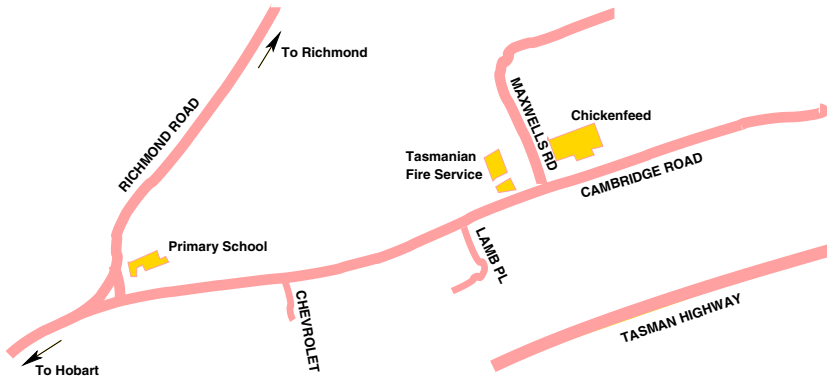 To Richmond
RICHMOND ROAD
MAXWELLS RD
Chickenfeed
Tasmanian
Fire Service
CAMBRIDGE ROAD
Primary School
LAMB PL
CHEVROLET
TASMAN HIGHWAY
To Hobart